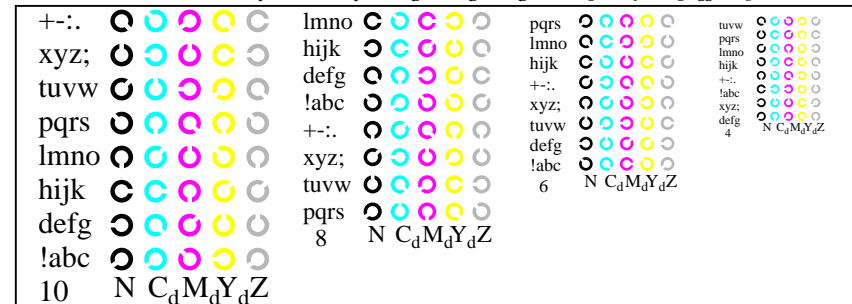 +-:.
xyz;
tuvw
pqrs
lmno
hijk
defg
!abc
10 N CdMdYdZ
lmno
hijk
defg
!abc
+-:.
xyz;
tuvw
pqrs
8 N CdMdYdZ
pqrs
lmno
hijk
+-:.
xyz;
tuvw
defg
!abc
6 N CdMdYdZ
tuvw
pqrs
lmno
hijk
+-:.
!abc
xyz;
defg
4 N CdMdYdZ